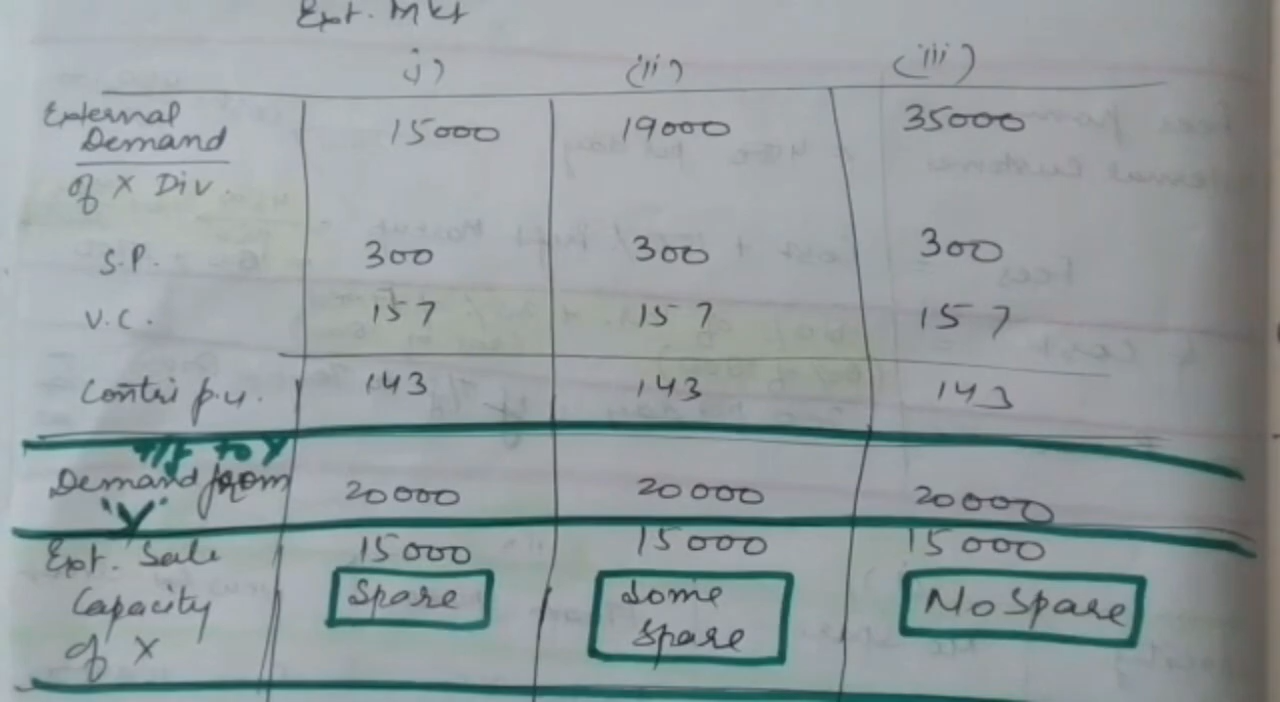 Ext. Mkt
i) (ii) (iii)
External Demand of X Div. 15000 19000 35000
S.P. 300 300 300
V.C. 157 157 157
Contri p.u. 143 143 143
T/f to Y
Demand from "Y" 20000 20000 20000
Ext. Sale 15000 15000 15000
Capacity of X Spare Some Spare No Spare